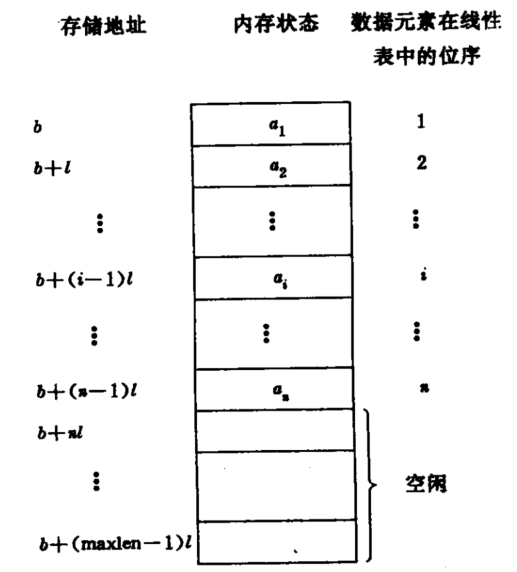 存储地址 内存状态 数据元素在线性
表中的位序
b a₁ 1
b+l a₂ 2
⋮ ⋮ ⋮
b+(i−1)l aᵢ i
⋮ ⋮ ⋮
b+(n−1)l aₙ n
b+nl
⋮ 空闲
b+(maxlen−1)l